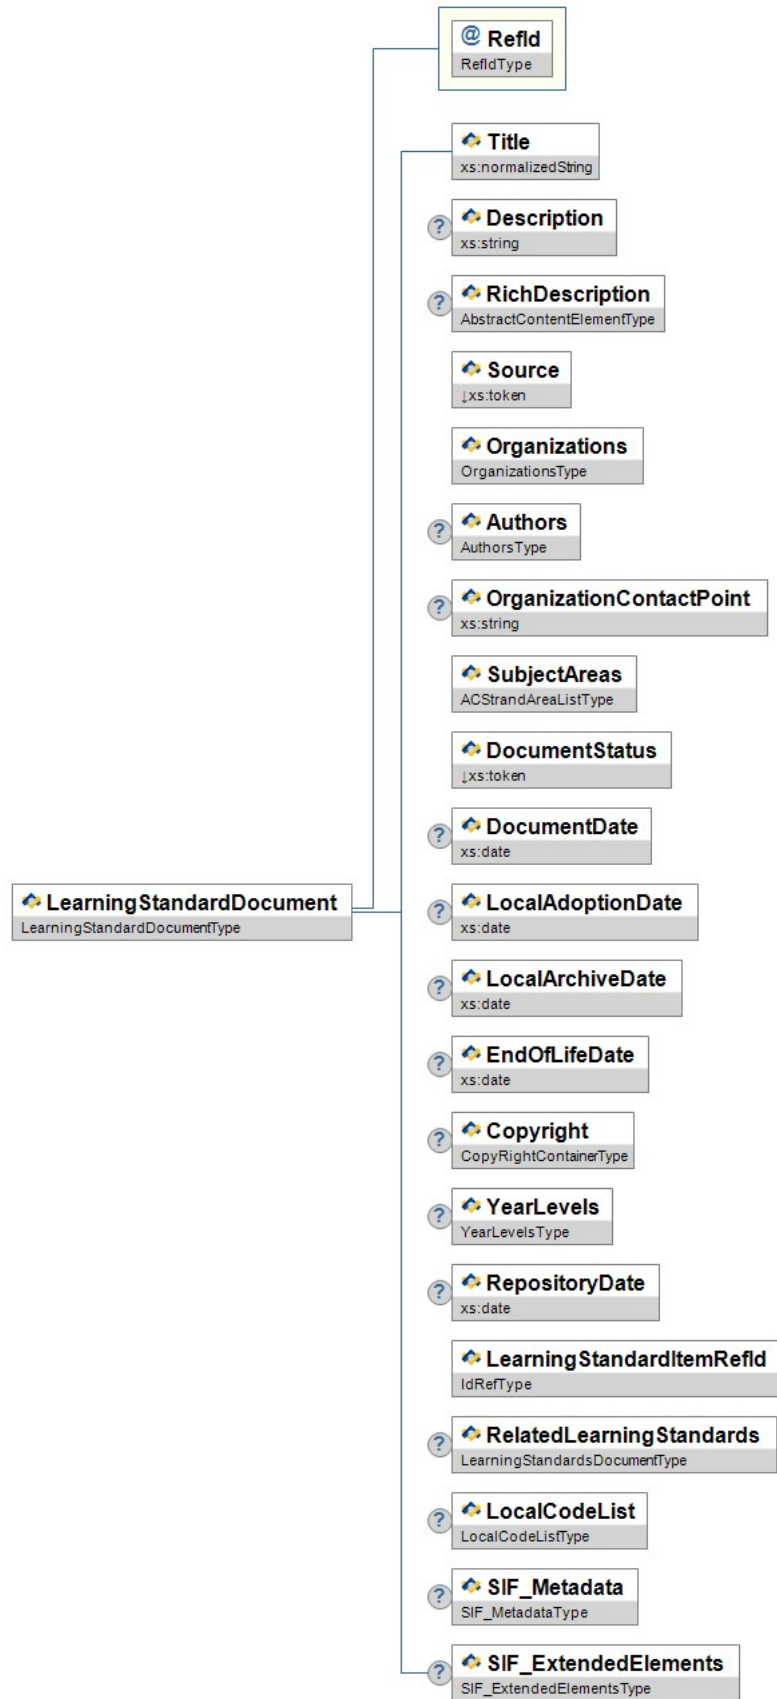 @ RefId
RefIdType
Title
xs:normalizedString
?
Description
xs:string
?
RichDescription
AbstractContentElementType
Source
↓xs:token
Organizations
OrganizationsType
?
Authors
AuthorsType
?
OrganizationContactPoint
xs:string
SubjectAreas
ACStrandAreaListType
DocumentStatus
↓xs:token
?
DocumentDate
xs:date
LearningStandardDocument
LearningStandardDocumentType
?
LocalAdoptionDate
xs:date
?
LocalArchiveDate
xs:date
?
EndOfLifeDate
xs:date
?
Copyright
CopyRightContainerType
?
YearLevels
YearLevelsType
?
RepositoryDate
xs:date
LearningStandardItemRefId
IdRefType
?
RelatedLearningStandards
LearningStandardsDocumentType
?
LocalCodeList
LocalCodeListType
?
SIF_Metadata
SIF_MetadataType
?
SIF_ExtendedElements
SIF_ExtendedElementsType